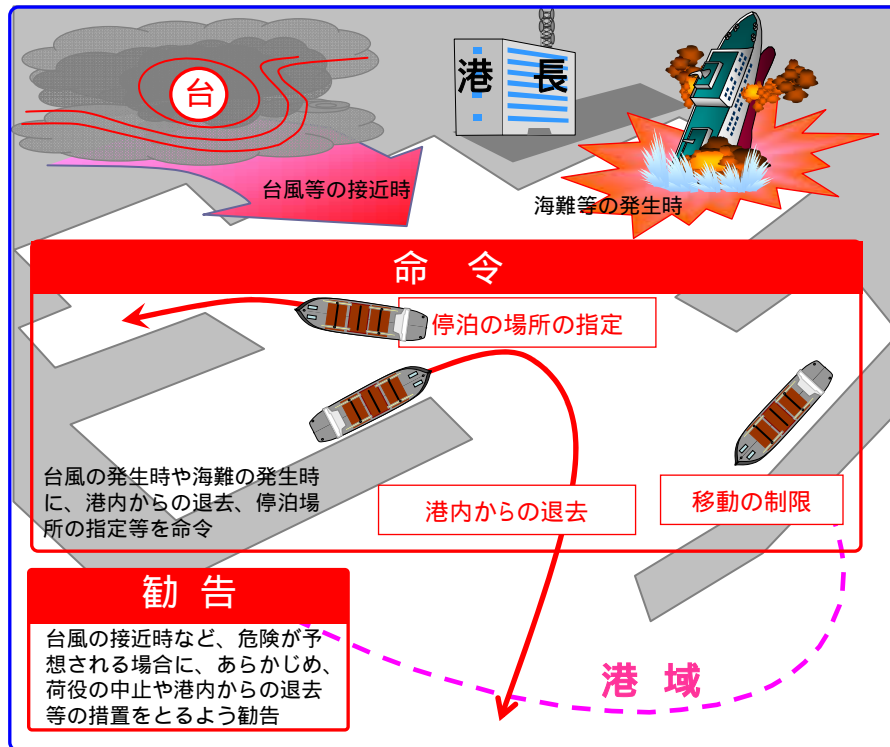 台
港 長
台風等の接近時
海難等の発生時
命 令
停泊の場所の指定
台風の発生時や海難の発生時
に、港内からの退去、停泊場
所の指定等を命令
港内からの退去
移動の制限
勧 告
台風の接近時など、危険が予
想される場合に、あらかじめ、
荷役の中止や港内からの退去
等の措置をとるよう勧告
港 域